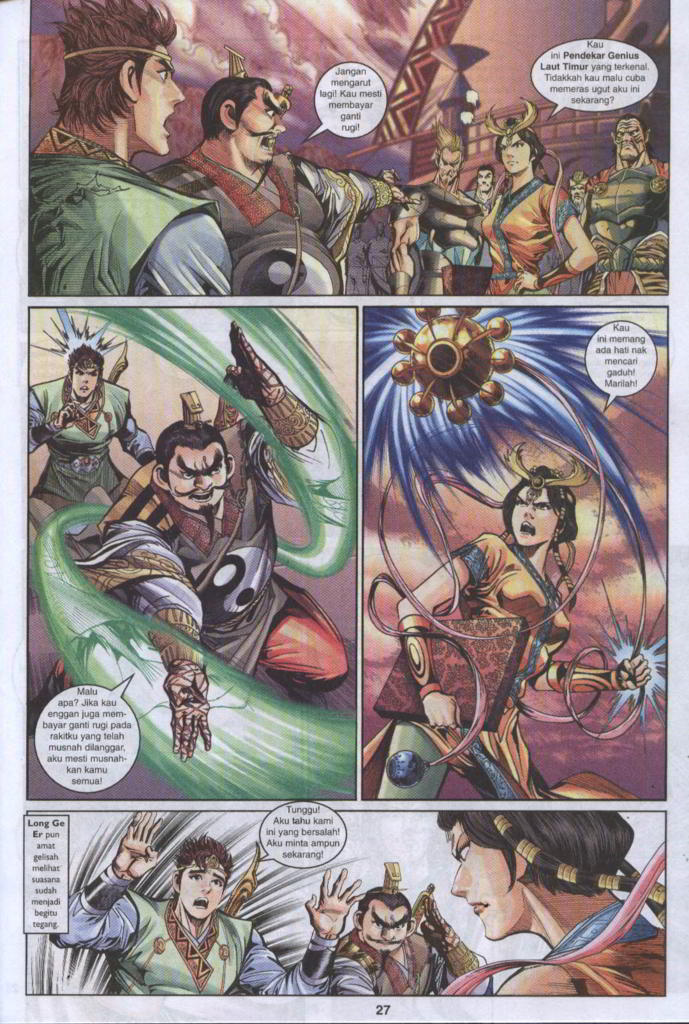 Jangan
mengarut
lagi! Kau mesti
membayar
ganti
rugi!
Kau
ini Pendekar Genius
Laut Timur yang terkenal.
Tidakkah kau malu cuba
memeras ugut aku ini
sekarang?
Malu
apa? Jika kau
enggan juga mem-
bayar ganti rugi pada
rakitku yang telah
musnah dilanggar,
aku mesti musnah-
kan kamu
semua!
Kau
ini memang
ada hati nak
mencari
gaduh!
Marilah!
Long Ge
Er pun
amat
gelisah
melihat
suasana
sudah
menjadi
begitu
tegang.
Tunggu!
Aku tahu kami
ini yang bersalah!
Aku minta ampun
sekarang!
27